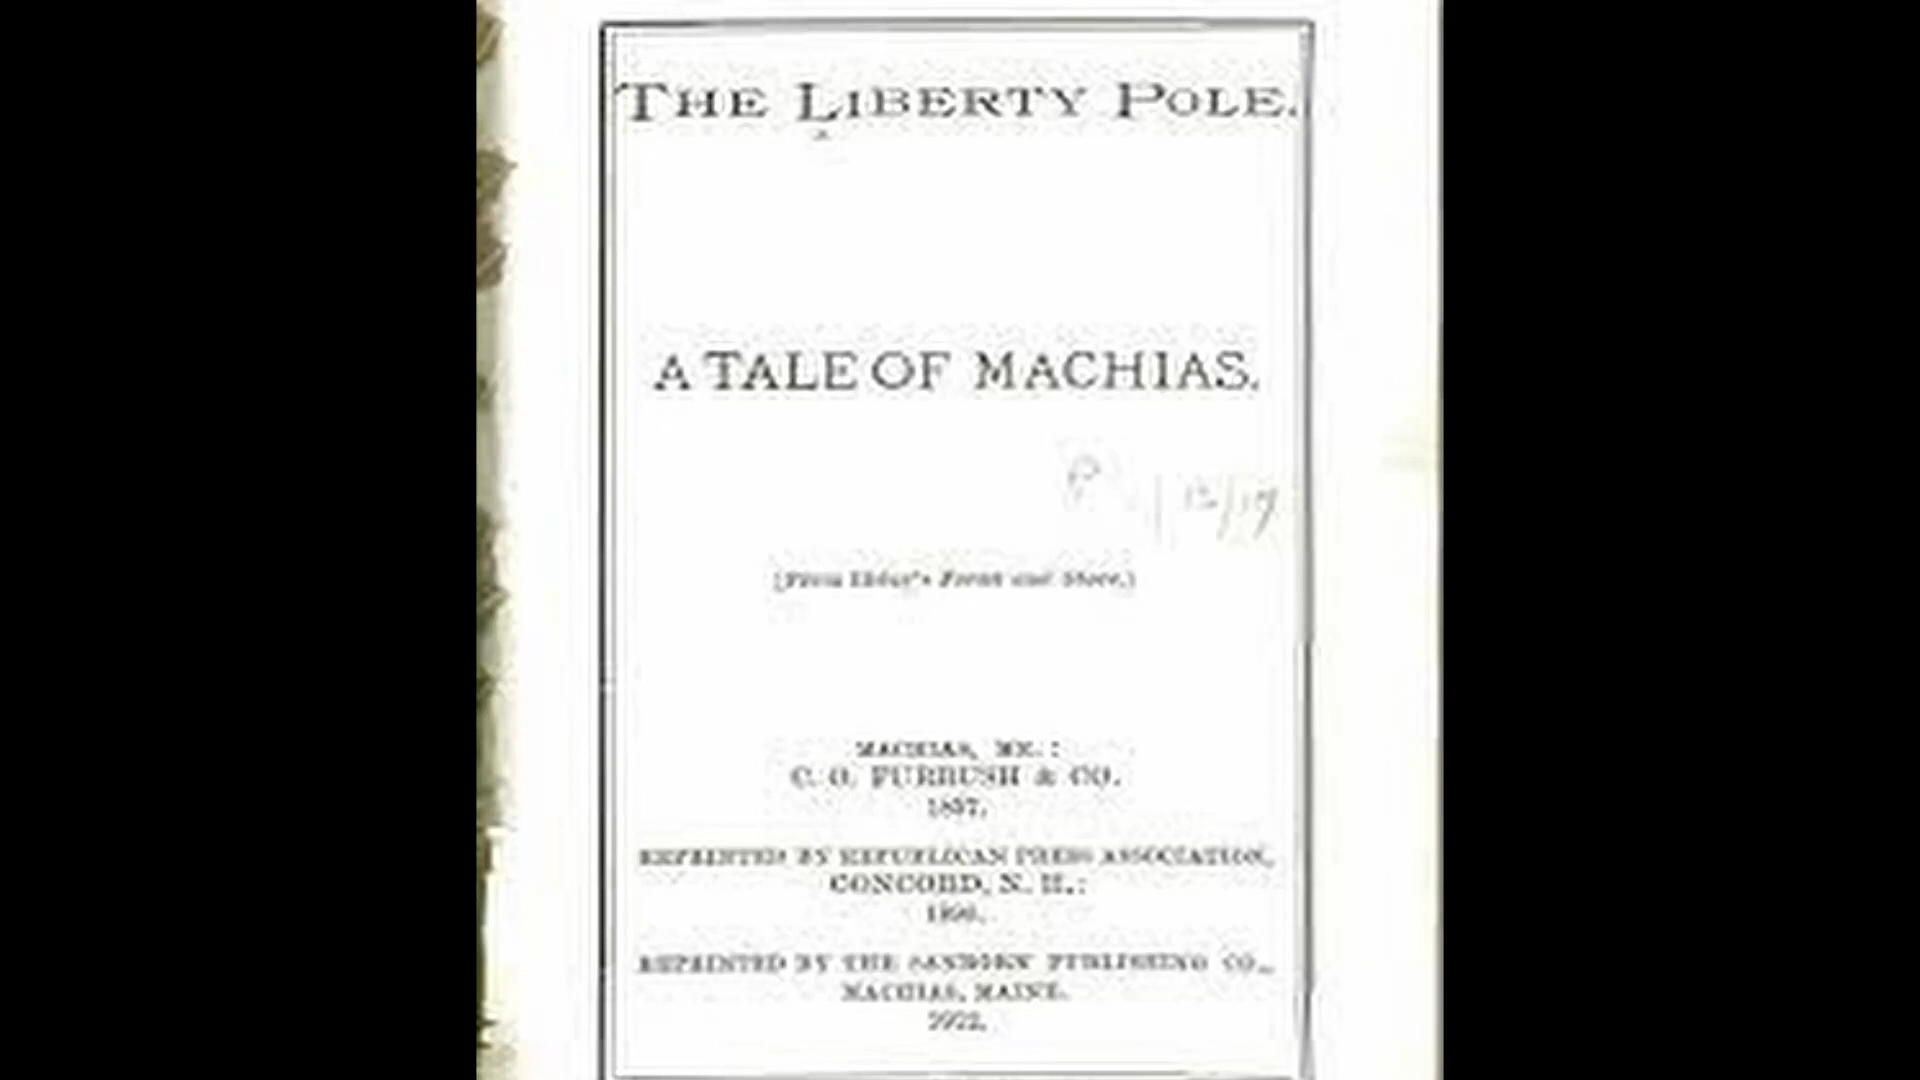 THE LIBERTY POLE.
A TALE OF MACHIAS.
MACHIAS, ME.:
C. O. FURBUSH & CO.
REPRINTED BY REPUBLICAN PRESS ASSOCIATION,
CONCORD, N. H.:
REPRINTED BY THE SANBORN PUBLISHING CO.,
MACHIAS, MAINE.